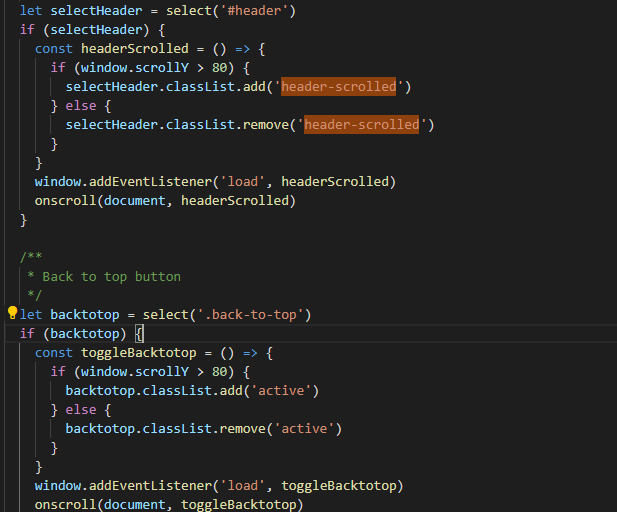 let selectHeader = select('#header')
if (selectHeader) {
const headerScrolled = () => {
if (window.scrollY > 80) {
selectHeader.classList.add('header-scrolled')
} else {
selectHeader.classList.remove('header-scrolled')
}
}
window.addEventListener('load', headerScrolled)
onscroll(document, headerScrolled)
}
/**
* Back to top button
*/
let backtotop = select('.back-to-top')
if (backtotop) {
const toggleBacktotop = () => {
if (window.scrollY > 80) {
backtotop.classList.add('active')
} else {
backtotop.classList.remove('active')
}
}
window.addEventListener('load', toggleBacktotop)
onscroll(document, toggleBacktotop)